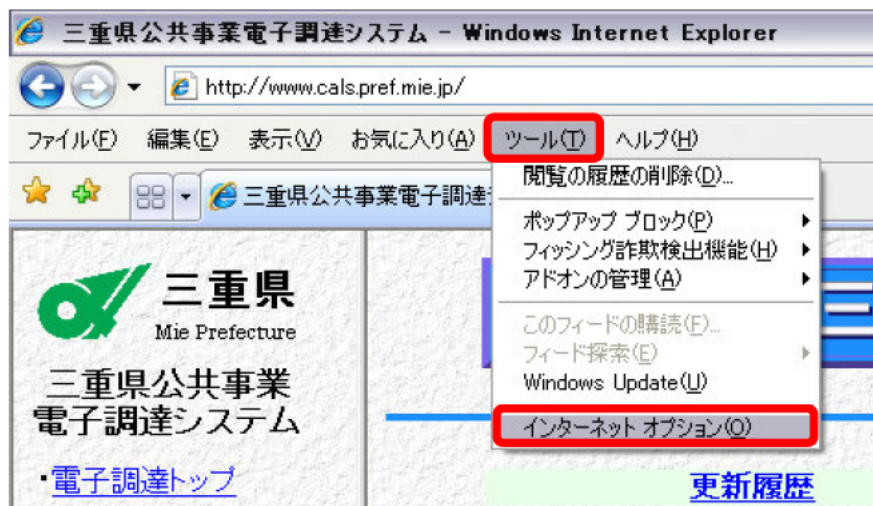 三重県公共事業電子調達システム - Windows Internet Explorer
http://www.cals.pref.mie.jp/
ファイル(F) 編集(E) 表示(V) お気に入り(A) ツール(T) ヘルプ(H)
三重県公共事業電子調達
閲覧の履歴の削除(D)...
ポップアップ ブロック(P)
フィッシング詐欺検出機能(H)
アドオンの管理(A)
このフィードの購読(F)...
フィード探索(E)
Windows Update(U)
インターネット オプション(O)
三重県
Mie Prefecture
三重県公共事業
電子調達システム
・電子調達トップ
更新履歴